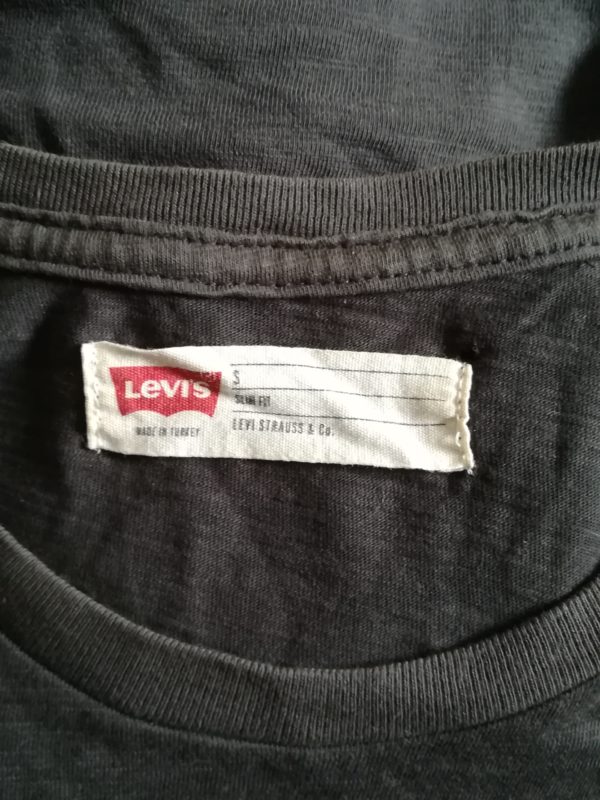 LEVI'S
MADE IN TURKEY
S
SLIM FIT
LEVI STRAUSS & Co.